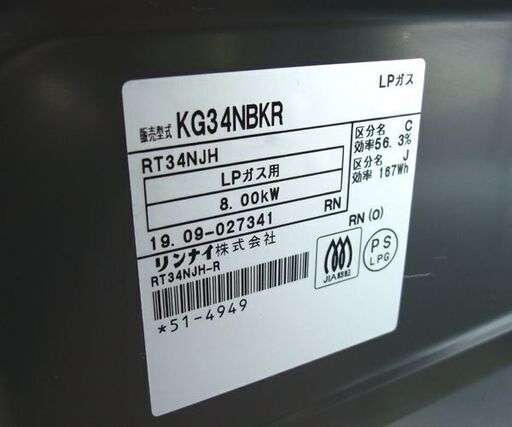 LPガス
販売型式 KG34NBKR
RT34NJH
LPガス用
8.00kW
RN
19.09-027341
リンナイ株式会社
RT34NJH-R
*51-4949
区分名 C
効率56.3%
区分名 J
効率 167Wh
RN (O)
JIA認証
PS
LPG